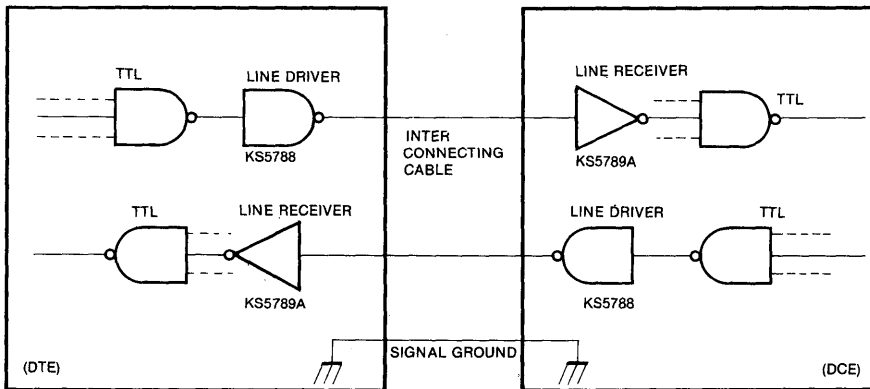 TTL
LINE DRIVER
KS5788
INTER
CONNECTING
CABLE
LINE RECEIVER
KS5789A
TTL
TTL
LINE RECEIVER
KS5789A
LINE DRIVER
KS5788
TTL
SIGNAL GROUND
(DTE)
(DCE)